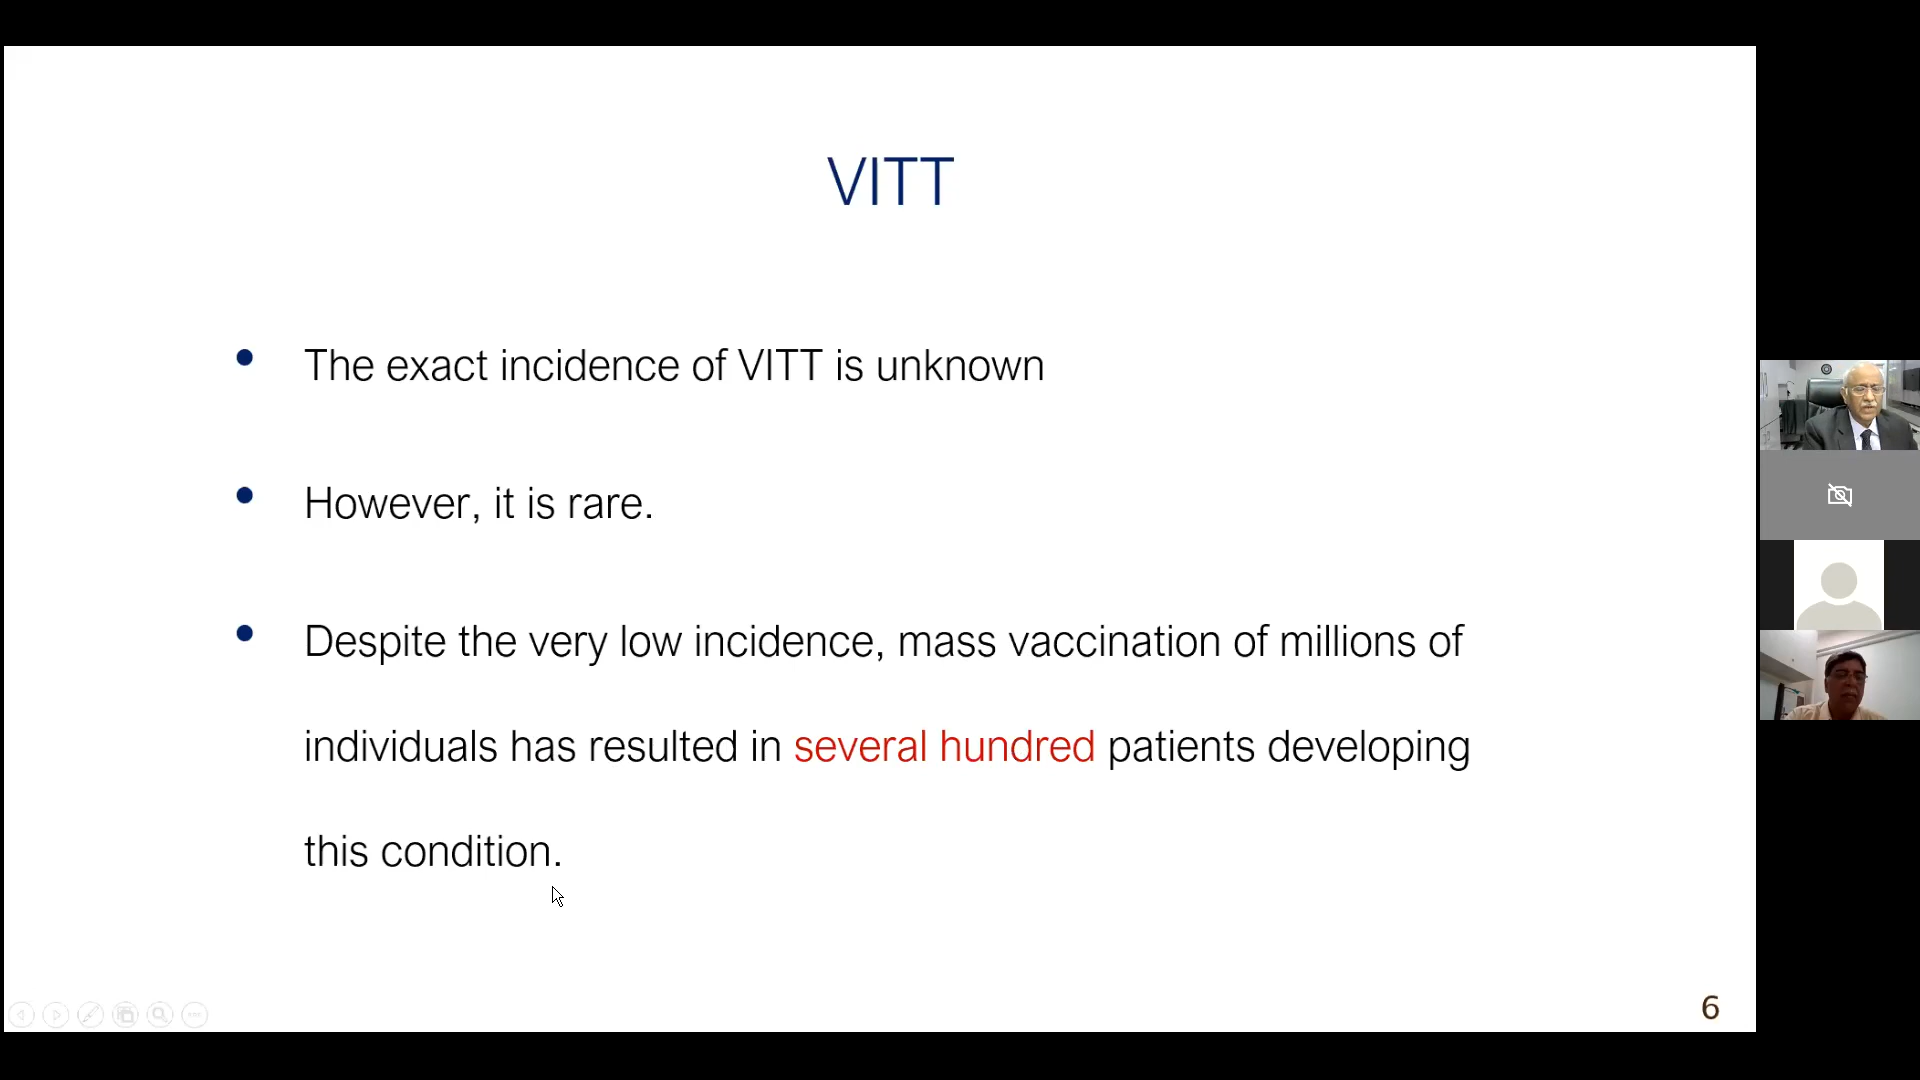 VITT
The exact incidence of VITT is unknown
However, it is rare.
Despite the very low incidence, mass vaccination of millions of
individuals has resulted in several hundred patients developing
this condition.
6